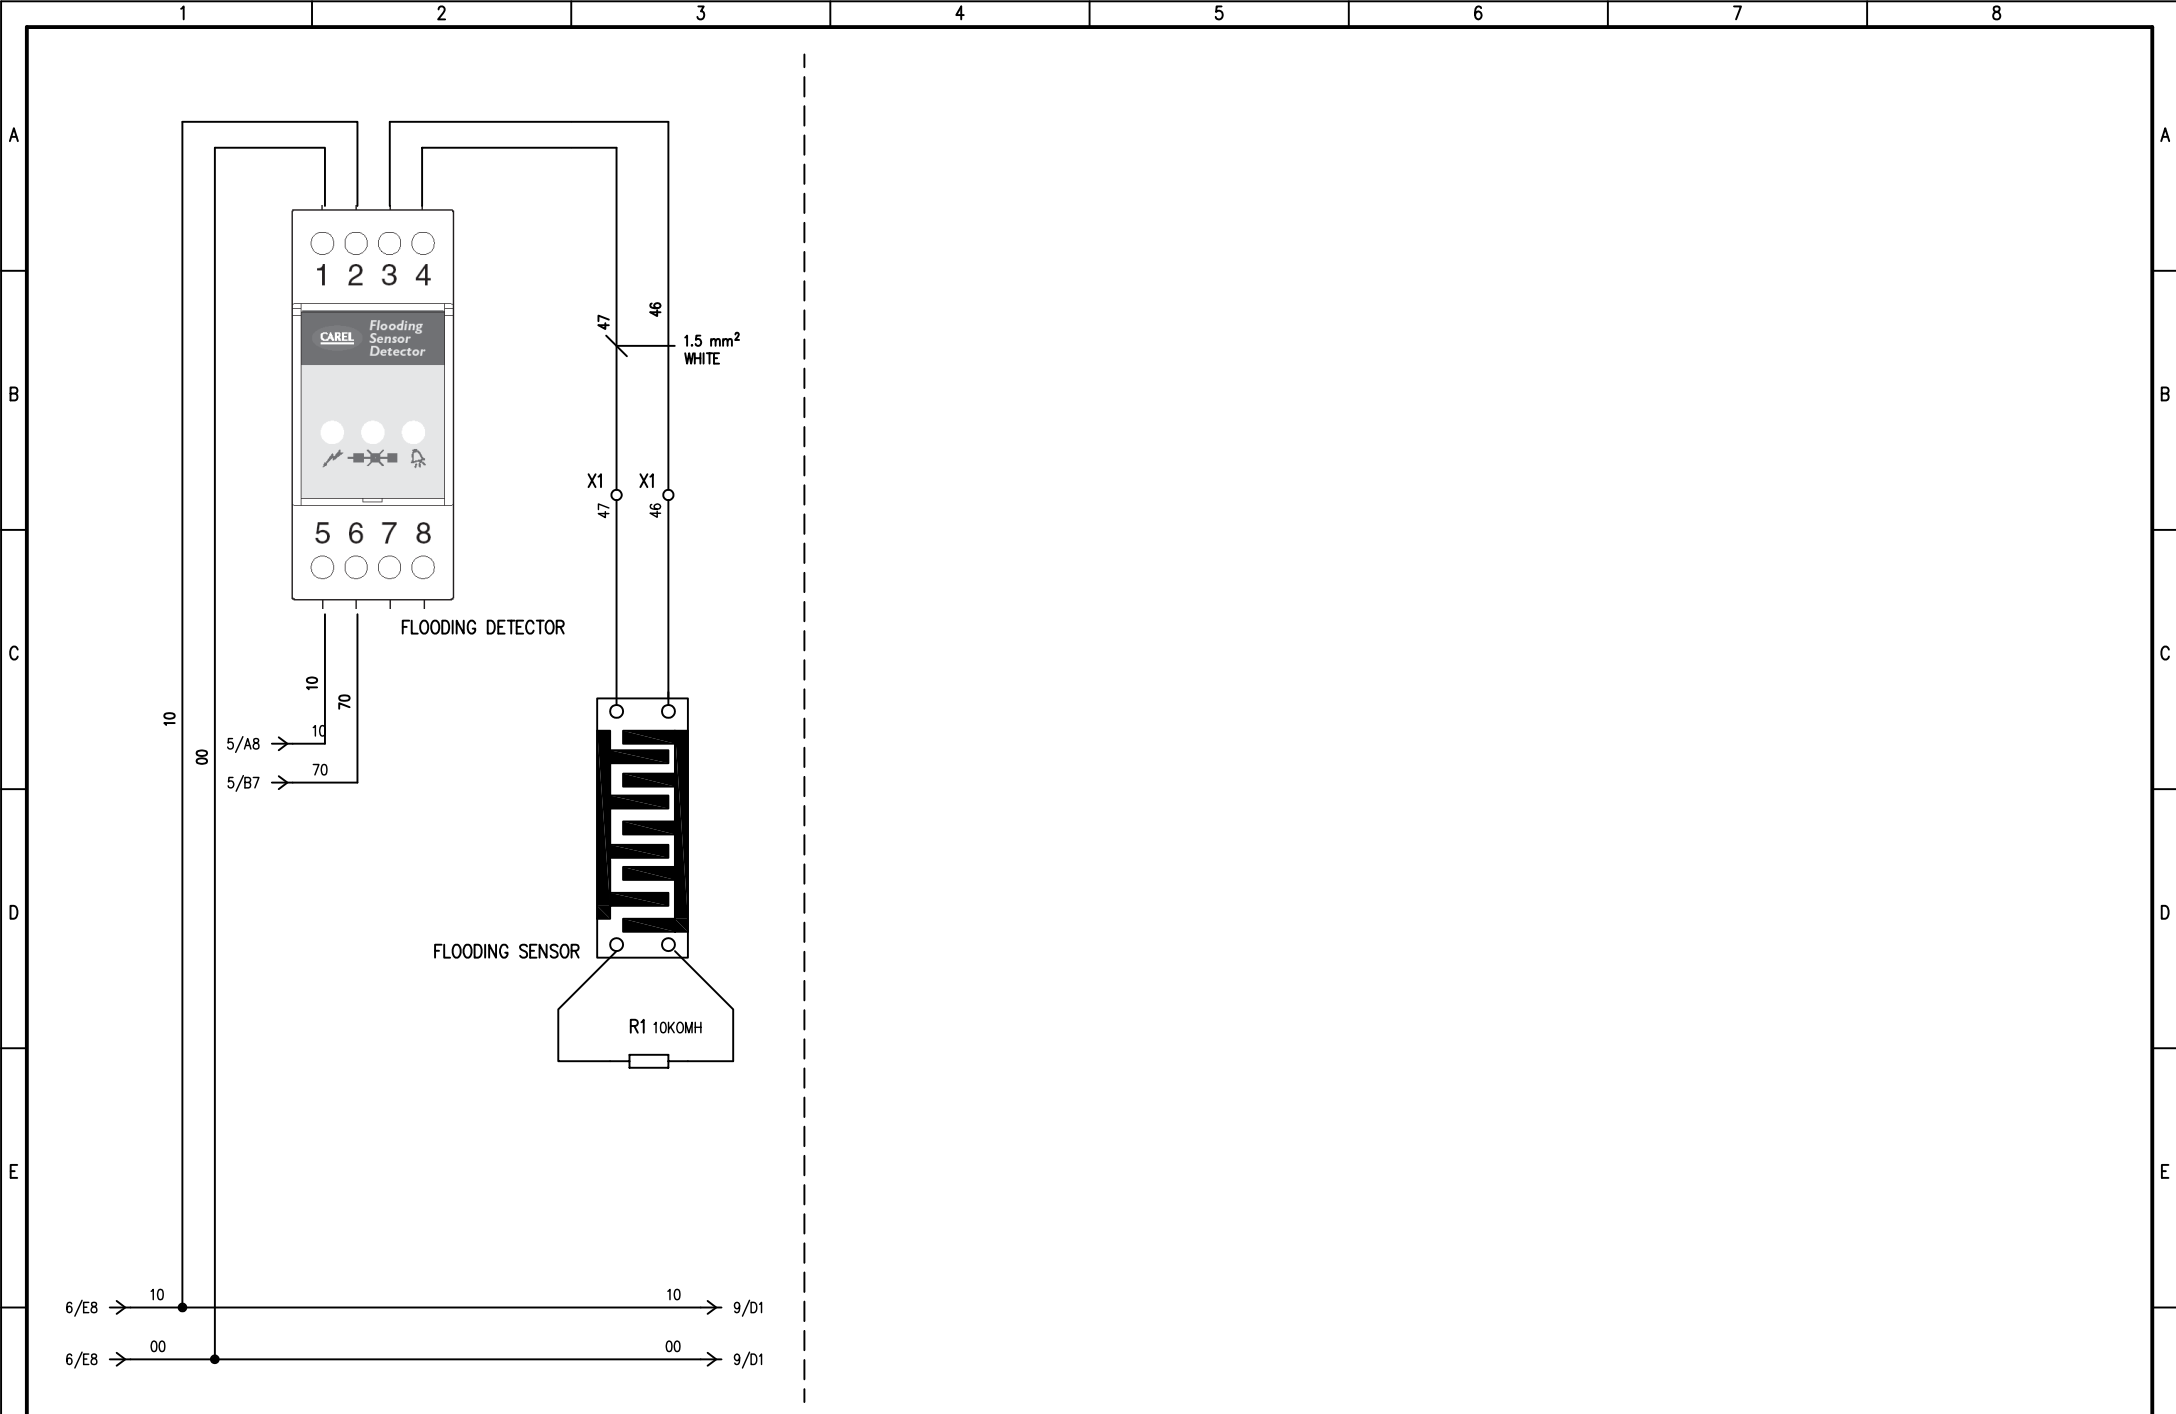 1 2 3 4 5 6 7 8
A A
1 2 3 4
CAREL
Flooding
Sensor
Detector
47
46
1.5 mm²
WHITE
B B
X1 X1
47
46
5 6 7 8
FLOODING DETECTOR
C C
10
70
10
00
5/A8 10
5/B7 70
D D
FLOODING SENSOR
R1 10KOMH
E E
6/E8 10 10 9/D1
6/E8 00 00 9/D1